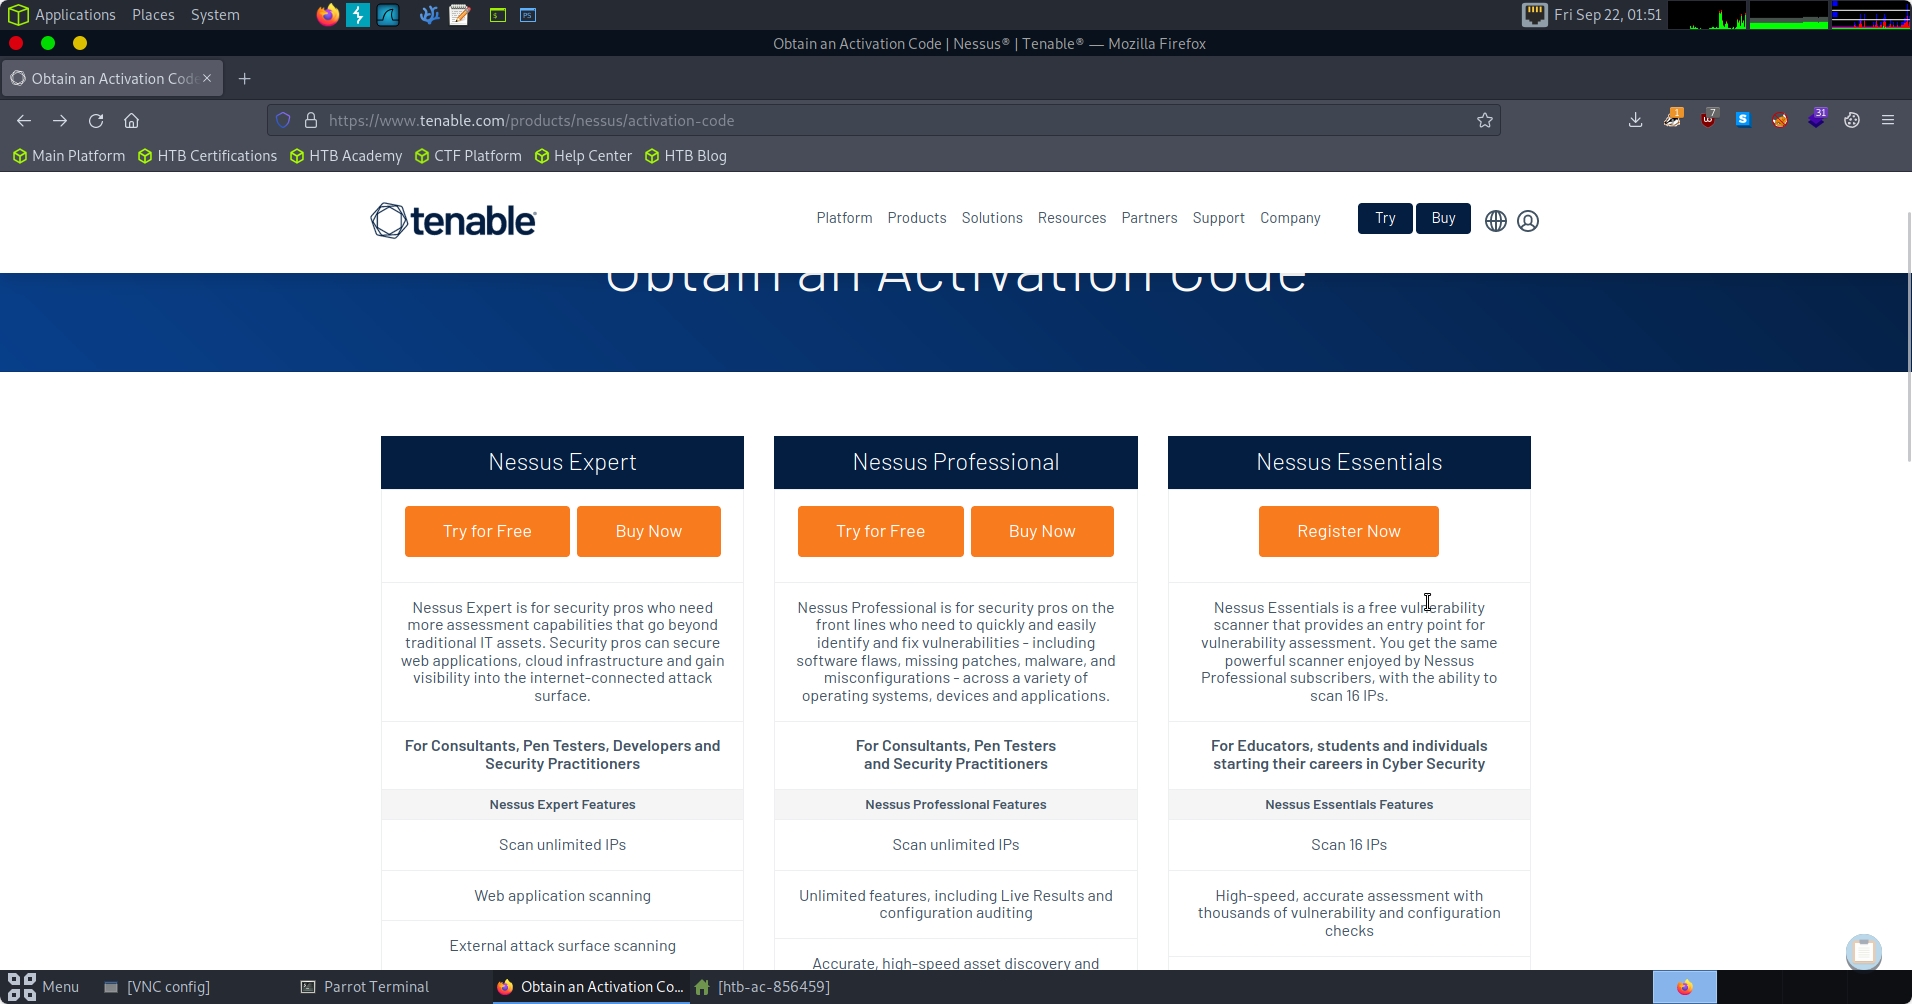 Applications Places System
Fri Sep 22, 01:51
Obtain an Activation Code | Nessus® | Tenable® — Mozilla Firefox
Obtain an Activation Code
https://www.tenable.com/products/nessus/activation-code
1 7 S 31
Main Platform HTB Certifications HTB Academy CTF Platform Help Center HTB Blog
tenable
Platform Products Solutions Resources Partners Support Company Try Buy
Obtain an Activation Code
Nessus Expert
Try for Free Buy Now
Nessus Expert is for security pros who need
more assessment capabilities that go beyond
traditional IT assets. Security pros can secure
web applications, cloud infrastructure and gain
visibility into the internet-connected attack
surface.
For Consultants, Pen Testers, Developers and
Security Practitioners
Nessus Expert Features
Scan unlimited IPs
Web application scanning
External attack surface scanning
Nessus Professional
Try for Free Buy Now
Nessus Professional is for security pros on the
front lines who need to quickly and easily
identify and fix vulnerabilities - including
software flaws, missing patches, malware, and
misconfigurations - across a variety of
operating systems, devices and applications.
For Consultants, Pen Testers
and Security Practitioners
Nessus Professional Features
Scan unlimited IPs
Unlimited features, including Live Results and
configuration auditing
Accurate, high-speed asset discovery and
Nessus Essentials
Register Now
Nessus Essentials is a free vulnerability
scanner that provides an entry point for
vulnerability assessment. You get the same
powerful scanner enjoyed by Nessus
Professional subscribers, with the ability to
scan 16 IPs.
For Educators, students and individuals
starting their careers in Cyber Security
Nessus Essentials Features
Scan 16 IPs
High-speed, accurate assessment with
thousands of vulnerability and configuration
checks
Menu [VNC config] Parrot Terminal Obtain an Activation Co... [htb-ac-856459]